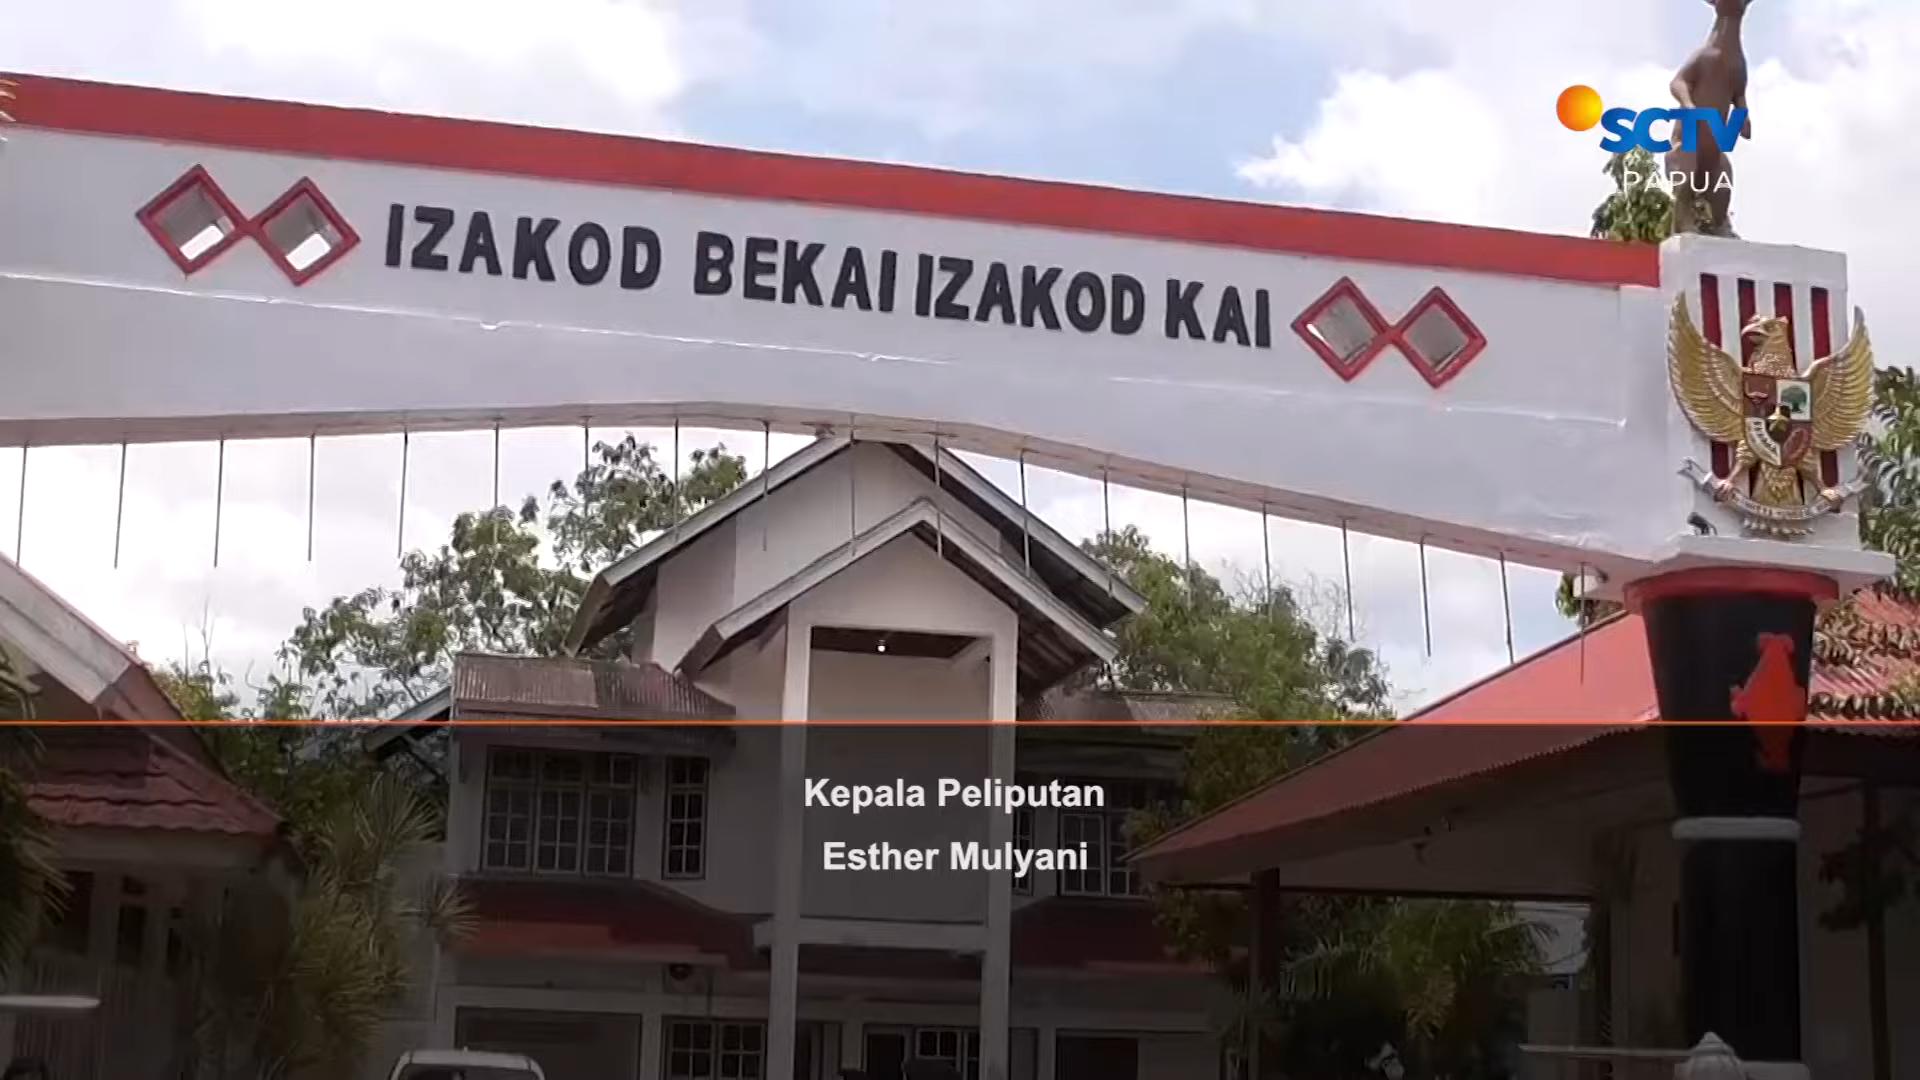 SCTV
PAPUA
IZAKOD BEKAI IZAKOD KAI
Kepala Peliputan
Esther Mulyani